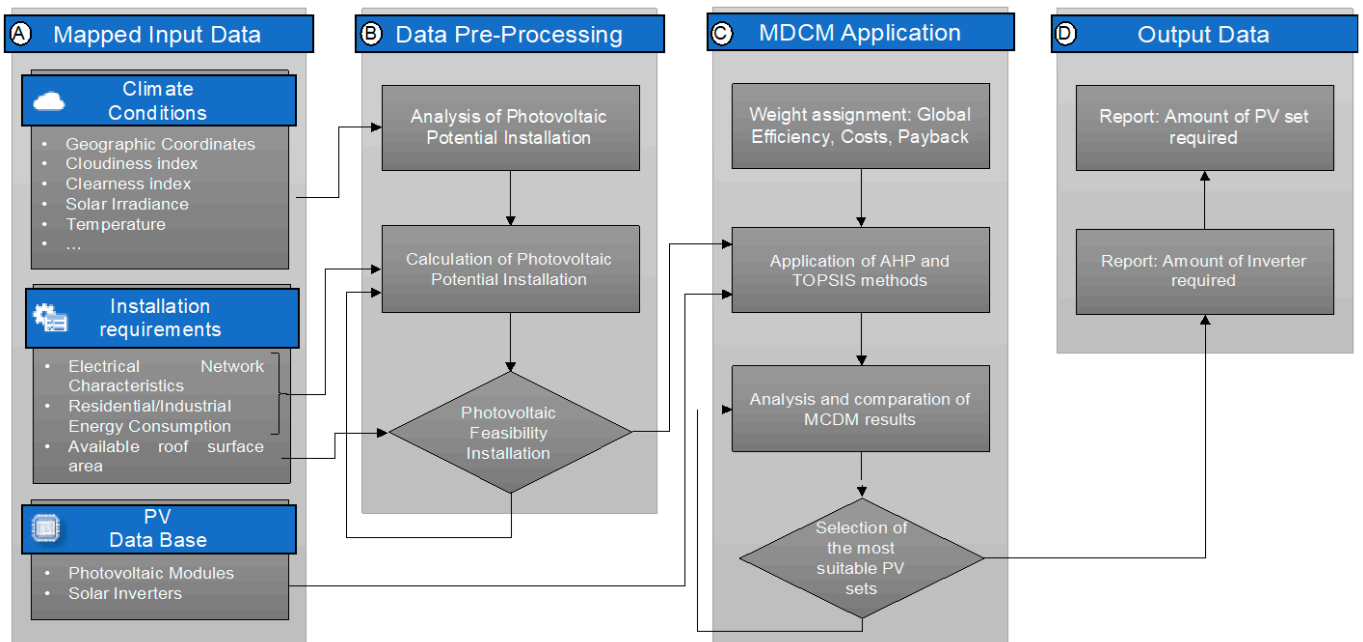 A Mapped Input Data
Climate
Conditions
• Geographic Coordinates
• Cloudiness index
• Clearness index
• Solar Irradiance
• Temperature
• ...
Installation
requirements
• Electrical Network
Characteristics
• Residential/Industrial
Energy Consumption
• Available roof surface
area
PV
Data Base
• Photovoltaic Modules
• Solar Inverters
B Data Pre-Processing
Analysis of Photovoltaic
Potential Installation
Calculation of Photovoltaic
Potential Installation
Photovoltaic
Feasibility
Installation
C MDCM Application
Weight assignment: Global
Efficiency, Costs, Payback
Application of AHP and
TOPSIS methods
Analysis and comparation of
MCDM results
Selection of
the most
suitable PV
sets
D Output Data
Report: Amount of PV set
required
Report: Amount of Inverter
required